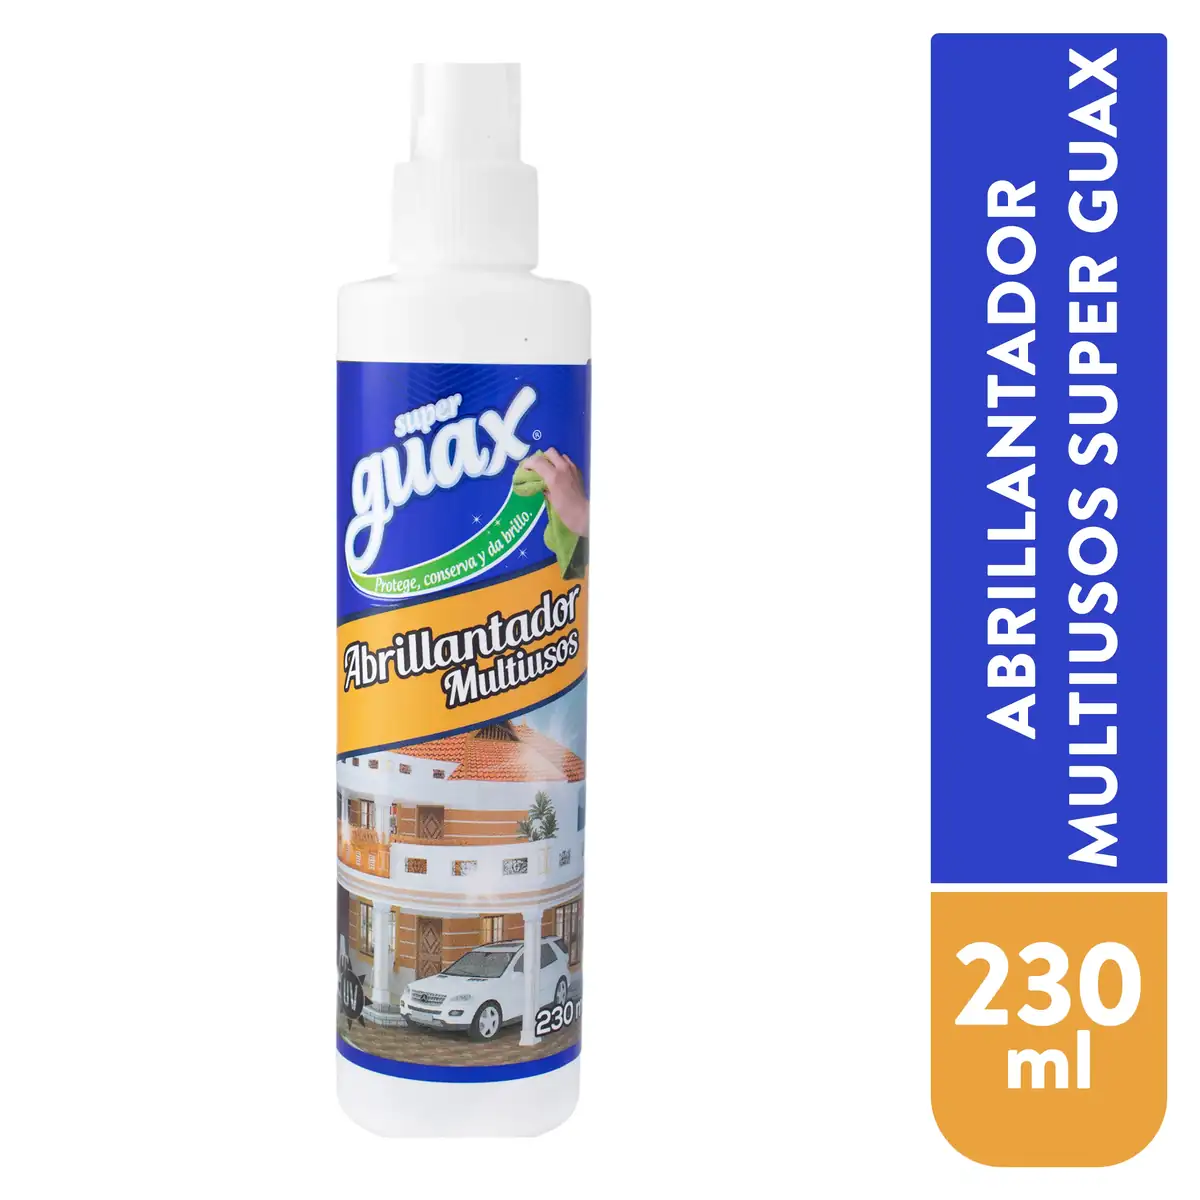 super
guax®
Protege, conserva y da brillo.
Abrillantador
Multiusos
UV
230 m
ABRILLANTADOR
MULTIUSOS SUPER GUAX
230
ml